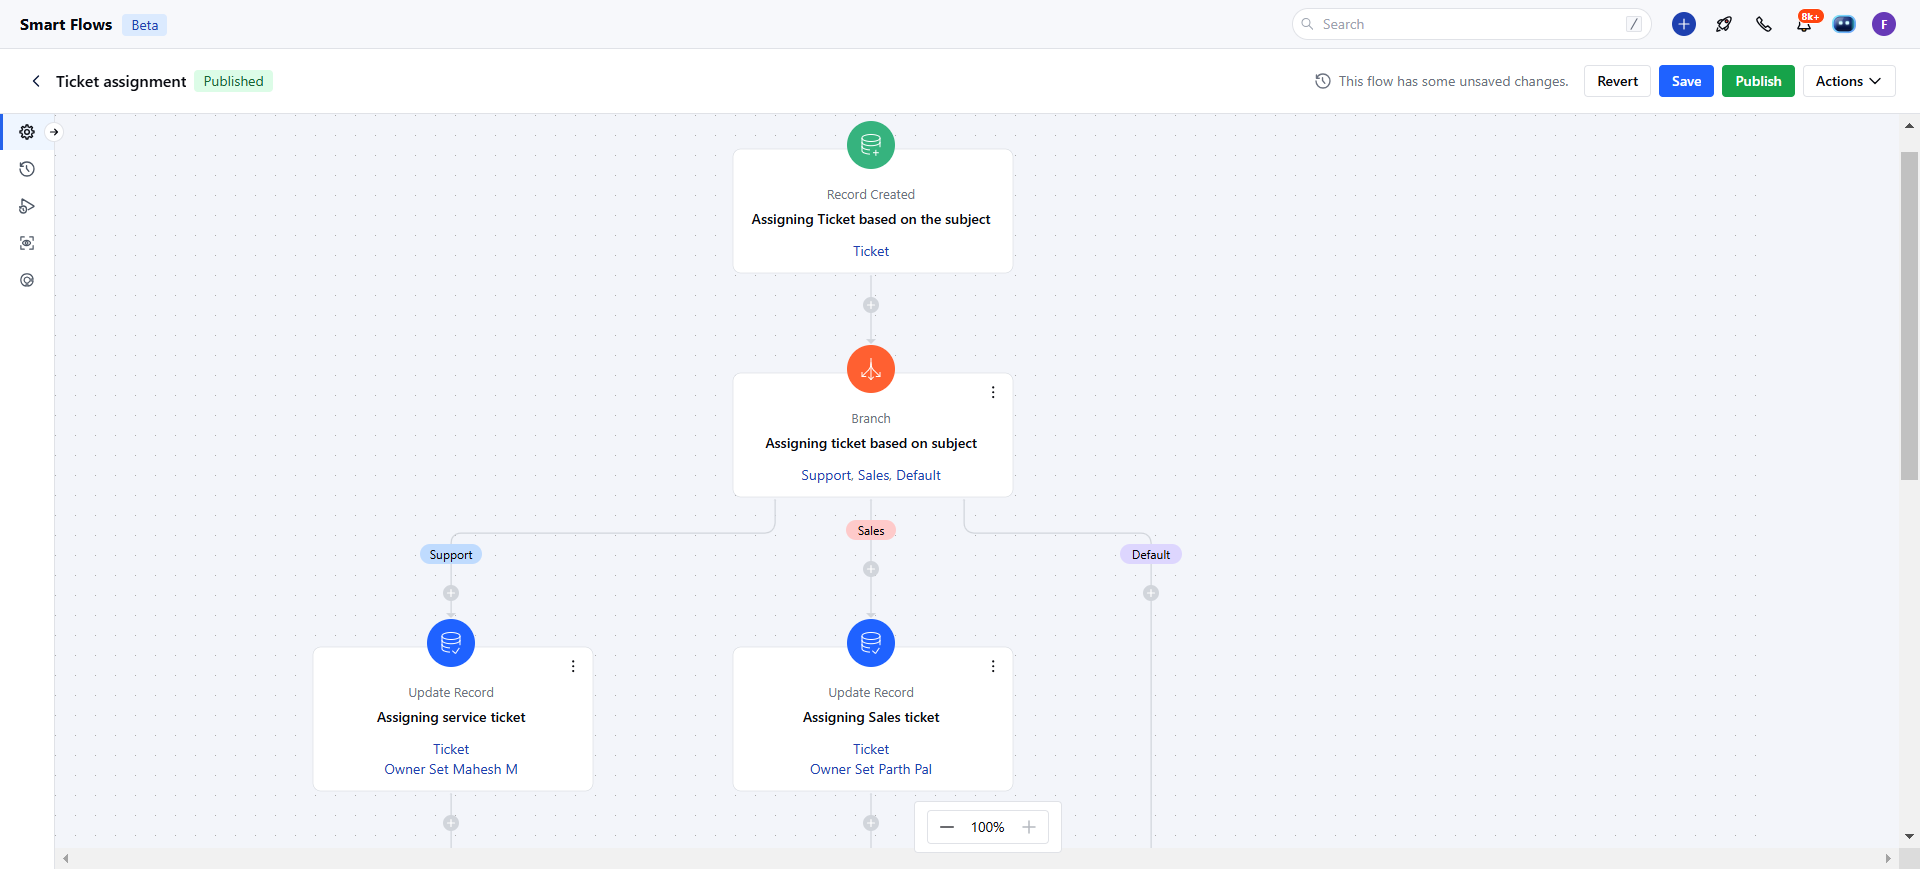 Smart Flows Beta
Search /
8k+
F
Ticket assignment Published
This flow has some unsaved changes. Revert Save Publish Actions
Record Created
Assigning Ticket based on the subject
Ticket
Branch
Assigning ticket based on subject
Support, Sales, Default
Sales
Support
Default
Update Record
Assigning service ticket
Ticket
Owner Set Mahesh M
Update Record
Assigning Sales ticket
Ticket
Owner Set Parth Pal
100%